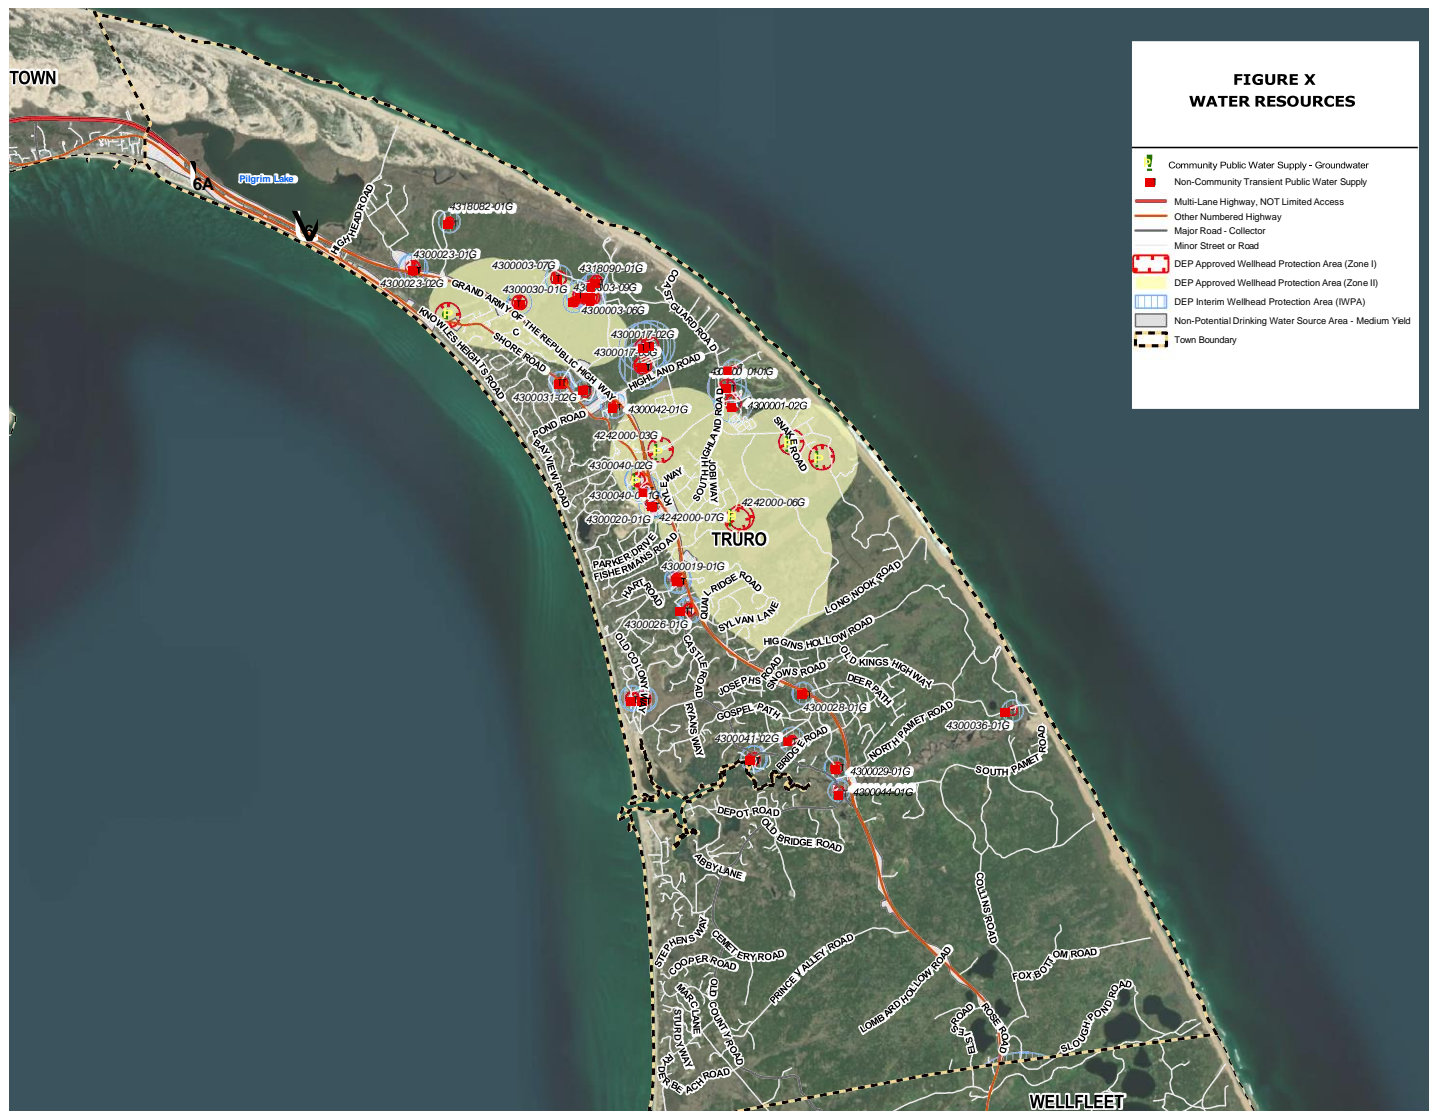 FIGURE X
WATER RESOURCES
Community Public Water Supply - Groundwater
Non-Community Transient Public Water Supply
Multi-Lane Highway, NOT Limited Access
Other Numbered Highway
Major Road - Collector
Minor Street or Road
DEP Approved Wellhead Protection Area (Zone I)
DEP Approved Wellhead Protection Area (Zone II)
DEP Interim Wellhead Protection Area (IWPA)
Non-Potential Drinking Water Source Area - Medium Yield
Town Boundary
TOWN
6A
Pilgrim Lake
6
HIGH HEAD ROAD
4318082-01G
4300023-01G
4300023-02G
4300003-07G
4318090-01G
4300030-01G
4300003-06G
COAST GUARD ROAD
GRAND ARMY OF THE REPUBLIC HIGHWAY
KNOWLES HEIGHTS ROAD
SHORE ROAD
4300017-02G
HIGHLAND ROAD
4300031-02G
4300042-01G
4300001-02G
POND ROAD
BAY VIEW ROAD
4242000-03G
SNAKE ROAD
SOUTH HIGHLAND ROAD
JOBI WAY
4300040-02G
4300020-01G
4242000-07G
4242000-06G
TRURO
PARKER DRIVE
FISHERMANS ROAD
4300019-01G
HART ROAD
QUAIL RIDGE ROAD
LONG NOOK ROAD
4300026-01G
SYLVAN LANE
HIGGINS HOLLOW ROAD
OLD COLONY WAY
CASTLE ROAD
OLD KINGS HIGHWAY
JOSEPHS ROAD
SNOWS ROAD
DEER PATH
RYANS WAY
GOSPEL PATH
4300028-01G
NORTH PAMET ROAD
4300036-01G
4300041-02G
BRIDGE ROAD
4300029-01G
SOUTH PAMET ROAD
4300044-01G
DEPOT ROAD
OLD BRIDGE ROAD
ABBY LANE
COLLINS ROAD
STEPHENS WAY
CEMETERY ROAD
COOPER ROAD
PRINCE VALLEY ROAD
LOMBARD HOLLOW ROAD
FOX BOTTOM ROAD
MARC LANE
OLD COUNTY ROAD
STURDY WAY
ROSE ROAD
SLOUGH POND ROAD
RYDER BEACH ROAD
WELLFLEET